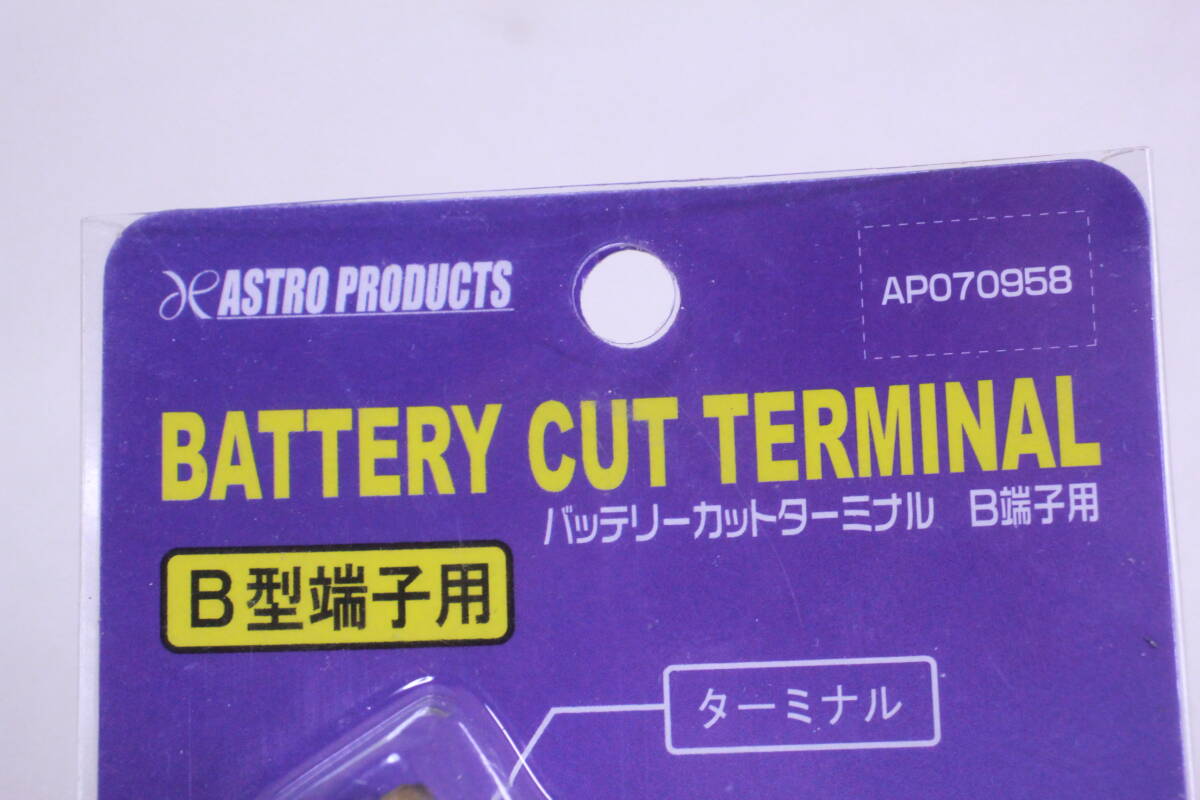 ASTRO PRODUCTS
AP070958
BATTERY CUT TERMINAL
バッテリーカットターミナル B端子用
B型端子用
ターミナル